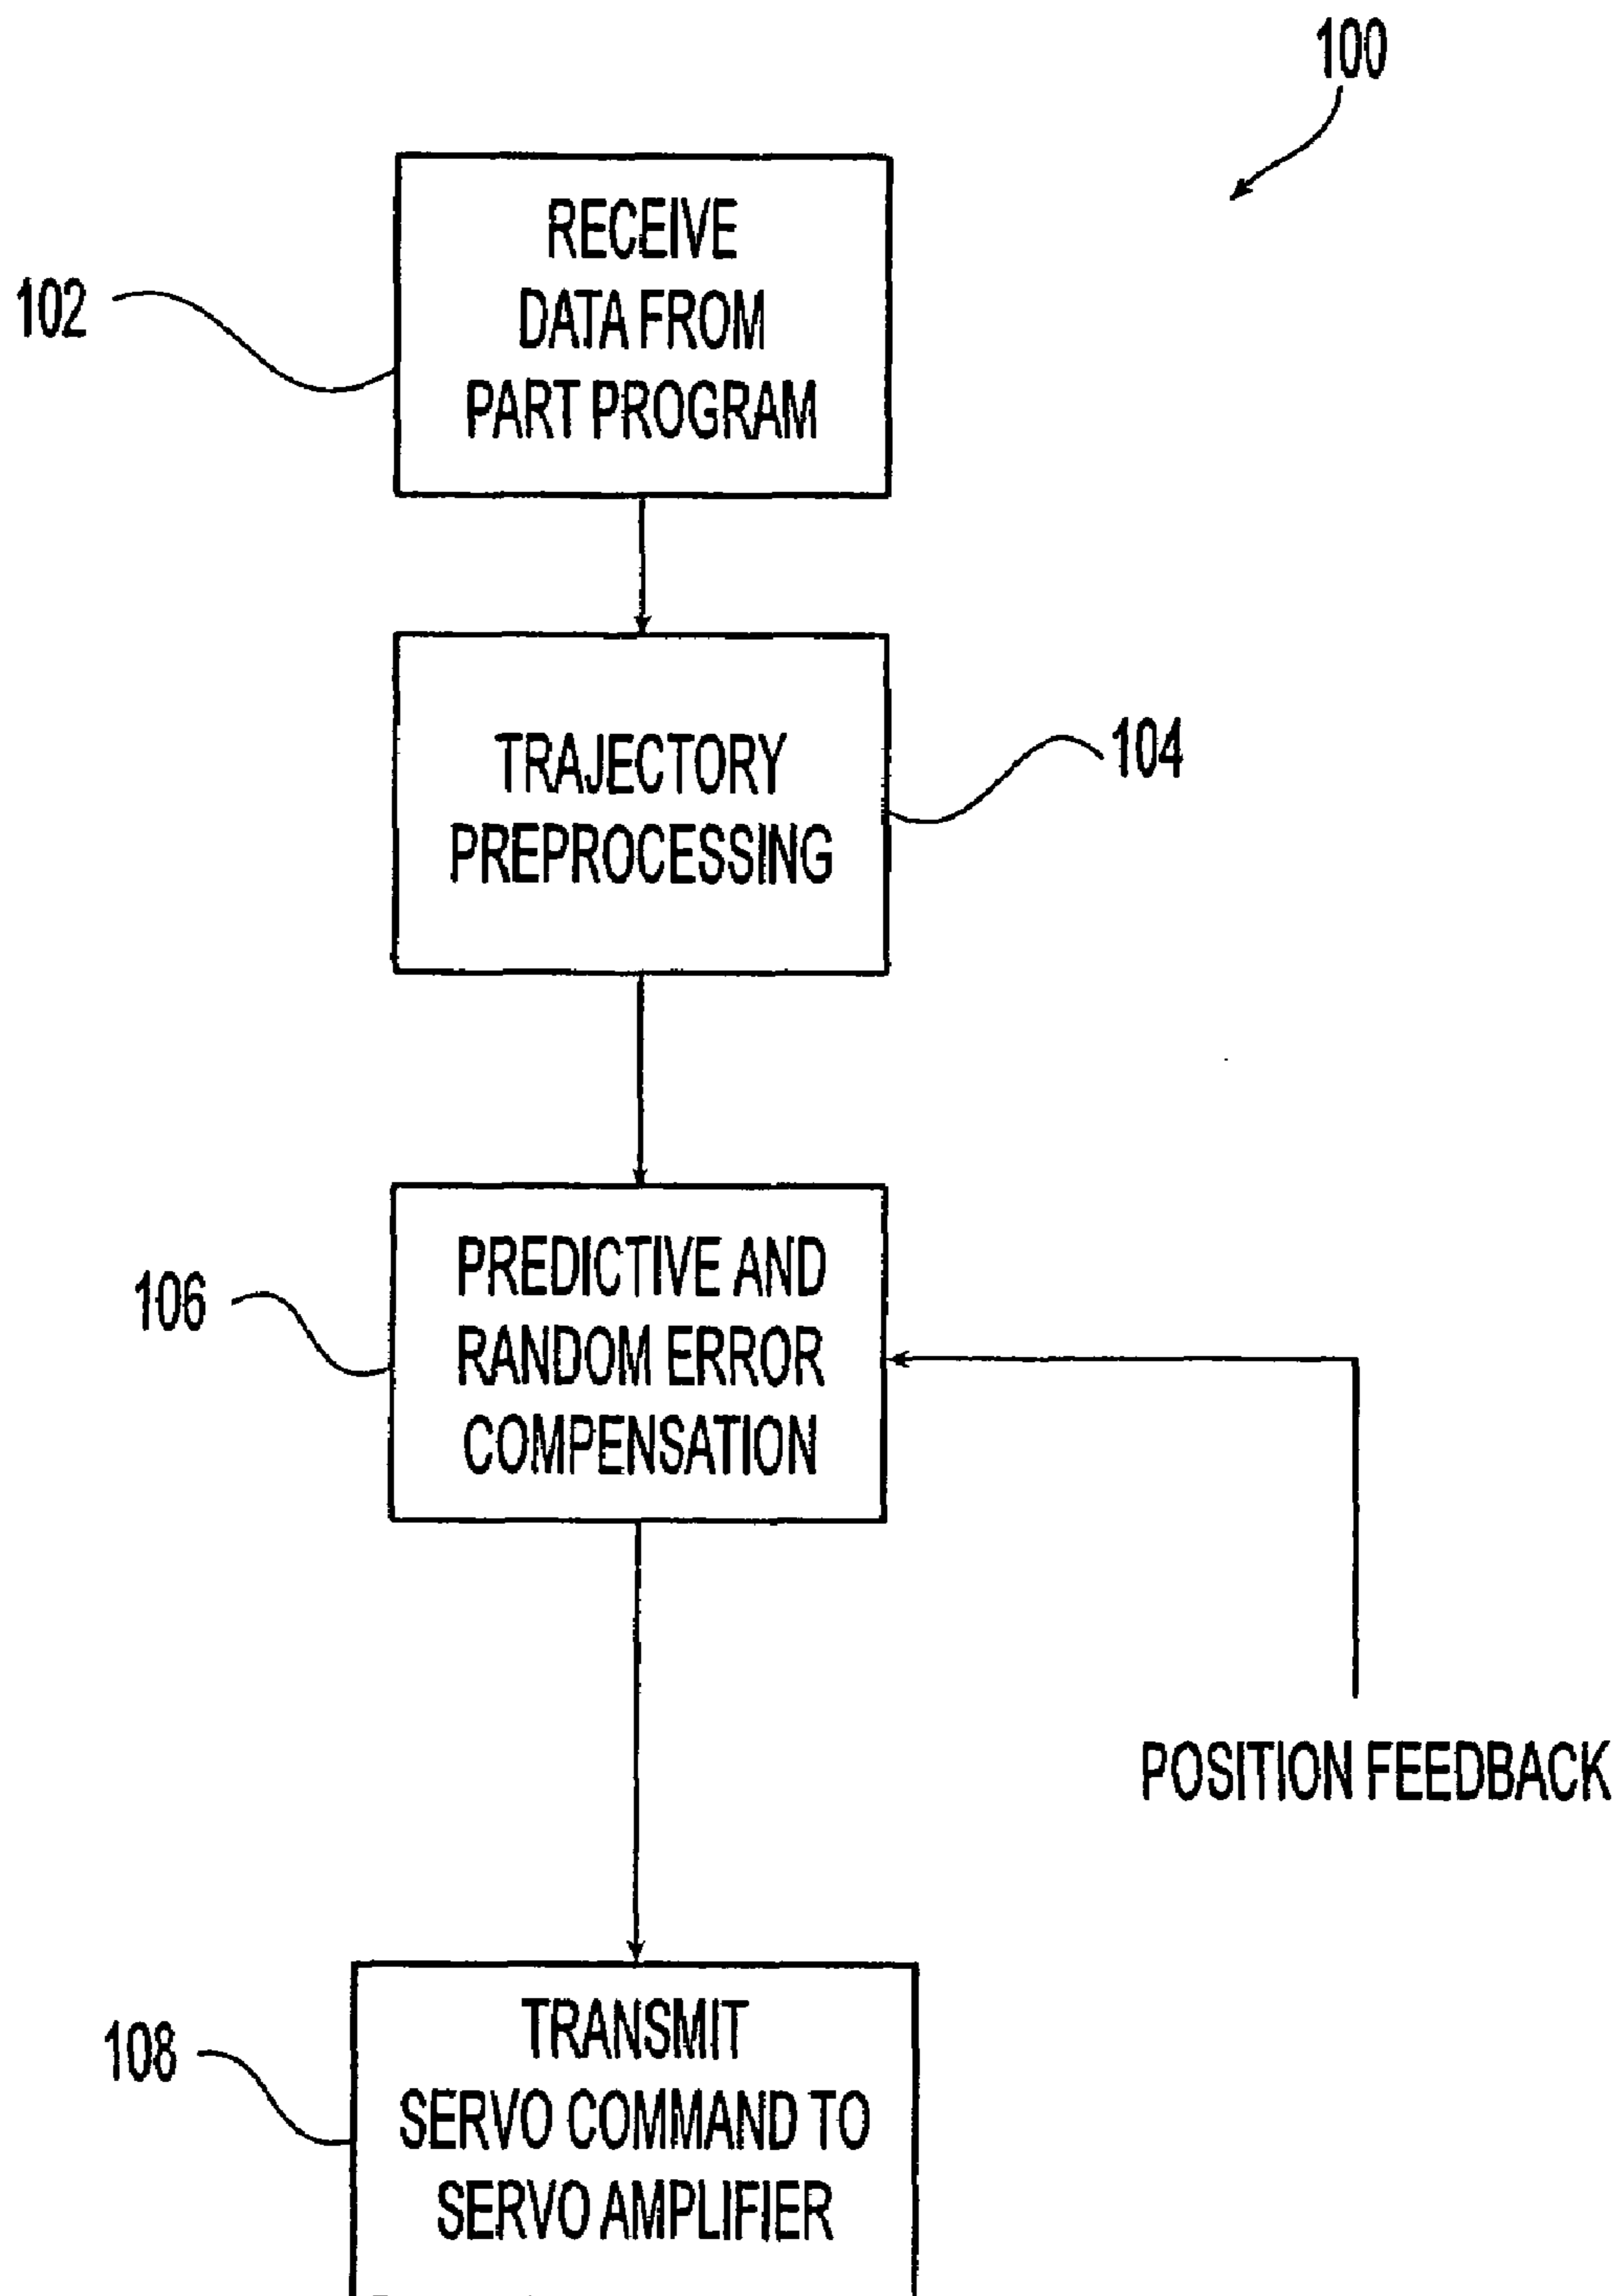 100
RECEIVE
DATA FROM
PART PROGRAM
102
TRAJECTORY
PREPROCESSING
104
PREDICTIVE AND
RANDOM ERROR
COMPENSATION
106
POSITION FEEDBACK
TRANSMIT
SERVO COMMAND TO
SERVO AMPLIFIER
108